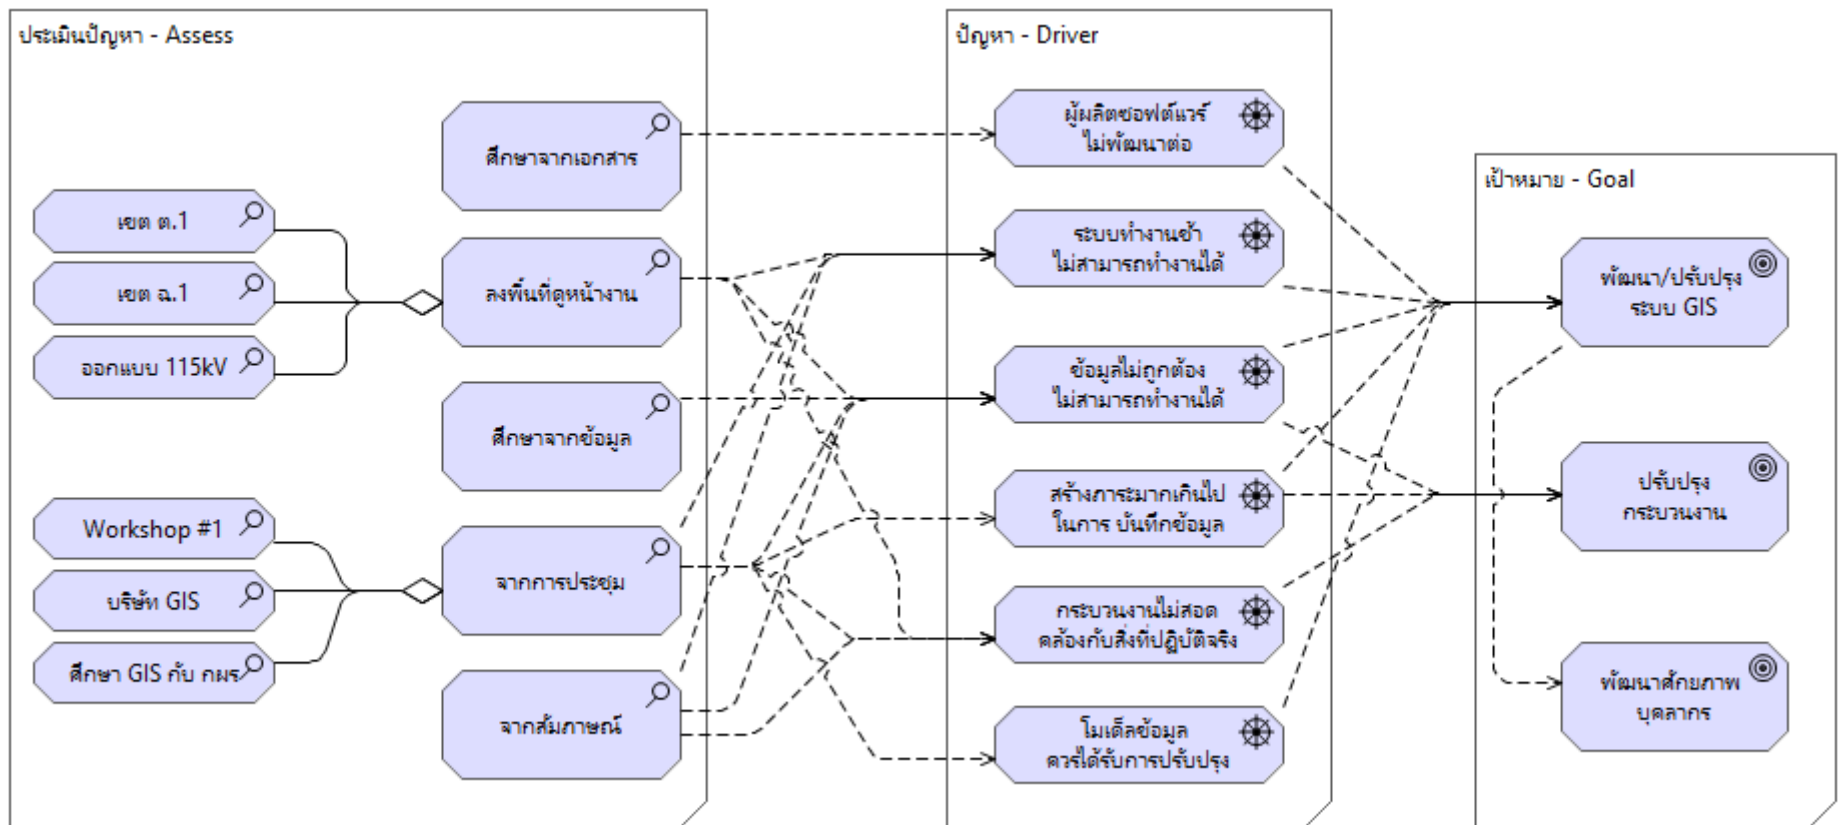 ประเมินปัญหา - Assess
ศึกษาจากเอกสาร
เขต ต.1
เขต ฉ.1
ออกแบบ 115kV
ลงพื้นที่ดูหน้างาน
ศึกษาจากข้อมูล
Workshop #1
บริษัท GIS
ศึกษา GIS กับ กผร
จากการประชุม
จากสัมภาษณ์
ปัญหา - Driver
ผู้ผลิตซอฟต์แวร์
ไม่พัฒนาต่อ
ระบบทำงานช้า
ไม่สามารถทำงานได้
ข้อมูลไม่ถูกต้อง
ไม่สามารถทำงานได้
สร้างภาระมากเกินไป
ในการ บันทึกข้อมูล
กระบวนงานไม่สอด
คล้องกับสิ่งที่ปฏิบัติจริง
โมเด็ลข้อมูล
ควรได้รับการปรับปรุง
เป้าหมาย - Goal
พัฒนา/ปรับปรุง
ระบบ GIS
ปรับปรุง
กระบวนงาน
พัฒนาศักยภาพ
บุคลากร